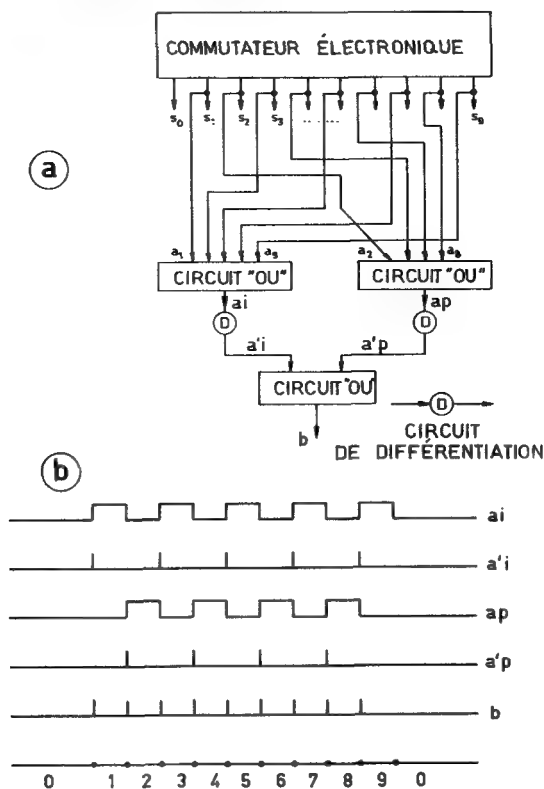 COMMUTATEUR ÉLECTRONIQUE
s0 s1 s2 s3 ........ s9
a
a1 a9 a2 a8
CIRCUIT "OU" CIRCUIT "OU"
ai ap
D D
a'i a'p
CIRCUIT "OU"
D
b
CIRCUIT
DE DIFFÉRENTIATION
b
ai
a'i
ap
a'p
b
0 1 2 3 4 5 6 7 8 9 0